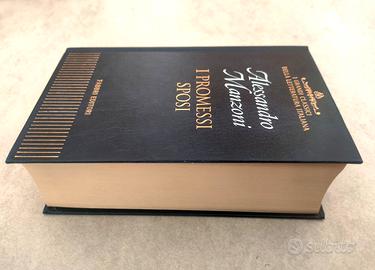 I GRANDI CLASSICI
DELLA LETTERATURA ITALIANA
Alessandro
Manzoni
I PROMESSI
SPOSI
FABBRI EDITORI
subito